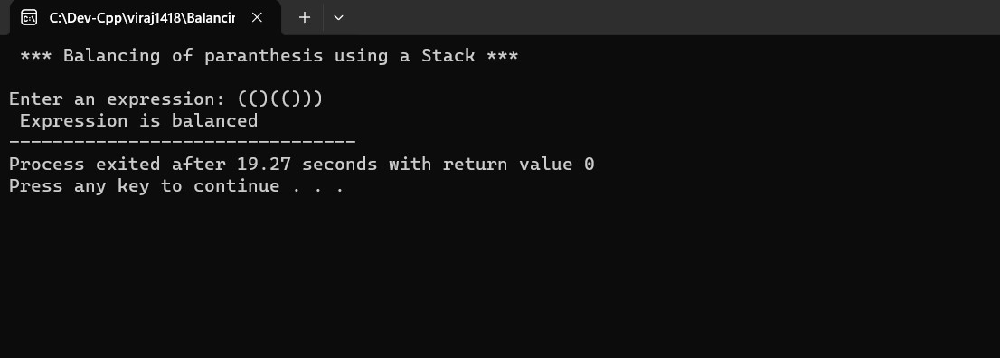 C:\Dev-Cpp\viraj1418\Balancin
*** Balancing of paranthesis using a Stack ***
Enter an expression: (()(()))
Expression is balanced
--------------------------------
Process exited after 19.27 seconds with return value 0
Press any key to continue . . .